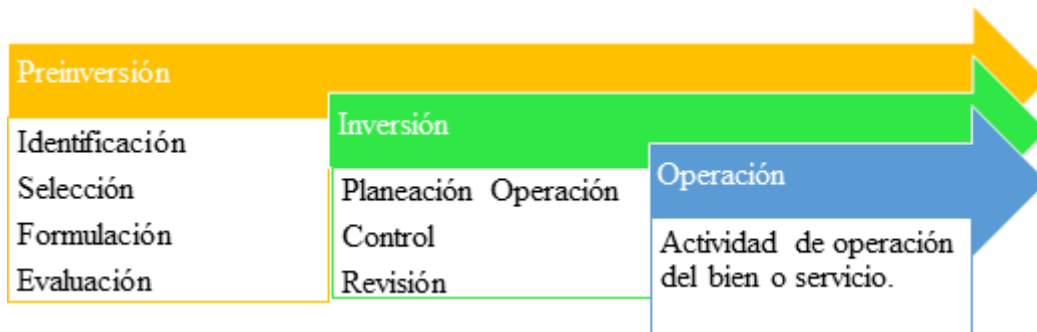 Preinversión
Identificación
Selección
Formulación
Evaluación
Inversión
Planeación Operación
Control
Revisión
Operación
Actividad de operación
del bien o servicio.